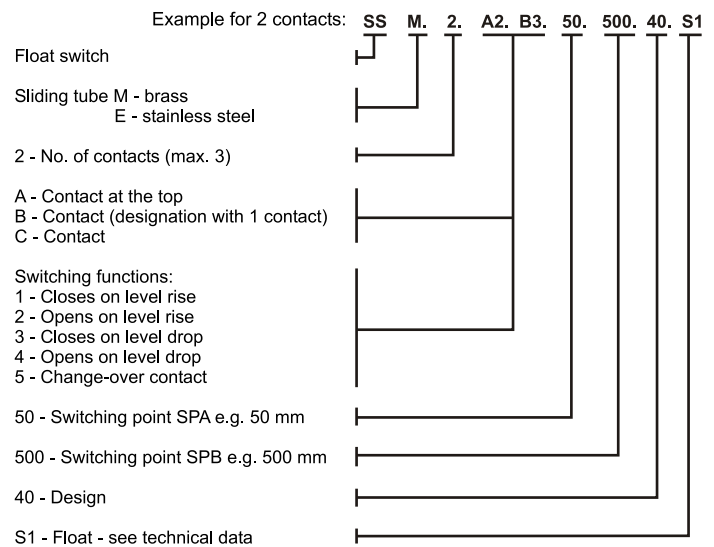 Example for 2 contacts: SS M. 2. A2. B3. 50. 500. 40. S1
Float switch
Sliding tube M - brass
E - stainless steel
2 - No. of contacts (max. 3)
A - Contact at the top
B - Contact (designation with 1 contact)
C - Contact
Switching functions:
1 - Closes on level rise
2 - Opens on level rise
3 - Closes on level drop
4 - Opens on level drop
5 - Change-over contact
50 - Switching point SPA e.g. 50 mm
500 - Switching point SPB e.g. 500 mm
40 - Design
S1 - Float - see technical data